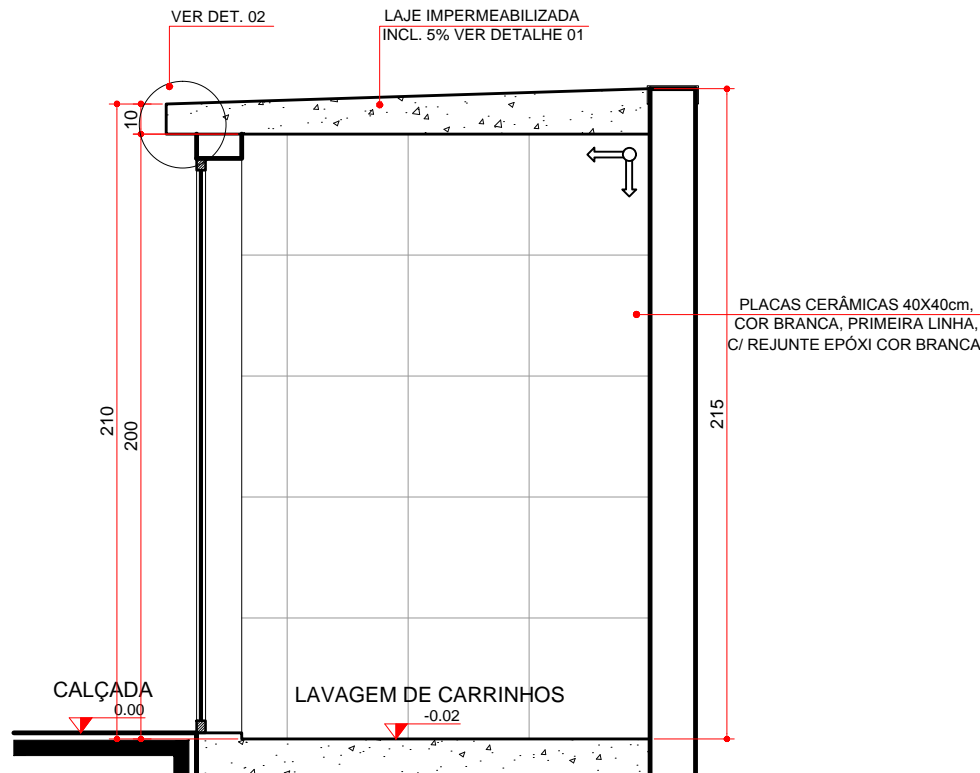 VER DET. 02
LAJE IMPERMEABILIZADA
INCL. 5% VER DETALHE 01
10
PLACAS CERÂMICAS 40X40cm,
COR BRANCA, PRIMEIRA LINHA,
C/ REJUNTE EPÓXI COR BRANCA
210
200
215
CALÇADA
0.00
LAVAGEM DE CARRINHOS
-0.02